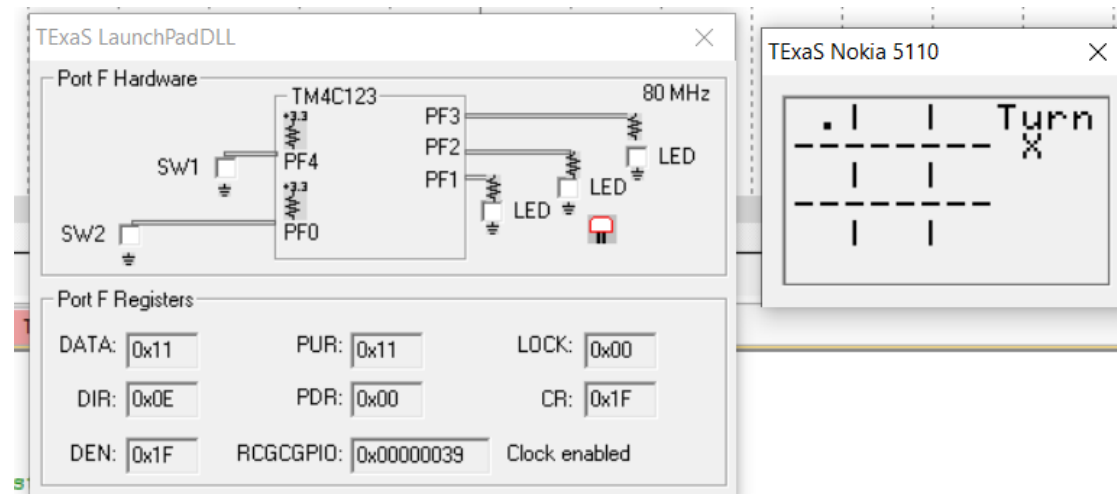 TExaS LaunchPadDLL
Port F Hardware
TM4C123
80 MHz
+3.3
PF3
SW1
PF4
PF2
LED
+3.3
PF1
LED
SW2
PF0
LED
Port F Registers
DATA: 0x11 PUR: 0x11 LOCK: 0x00
DIR: 0x0E PDR: 0x00 CR: 0x1F
DEN: 0x1F RCGCGPIO: 0x00000039 Clock enabled
TExaS Nokia 5110
.| | Turn
-------- X
| |
--------
| |